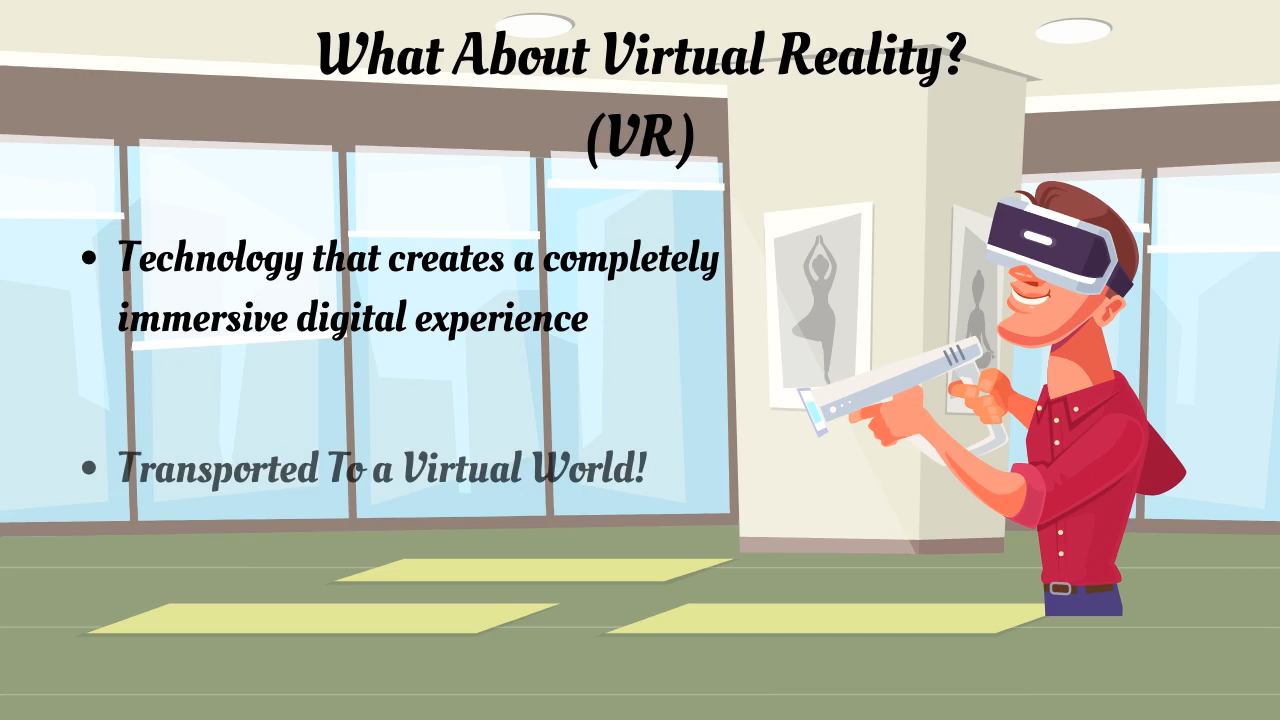 What About Virtual Reality?
(VR)
• Technology that creates a completely
immersive digital experience
• Transported To a Virtual World!